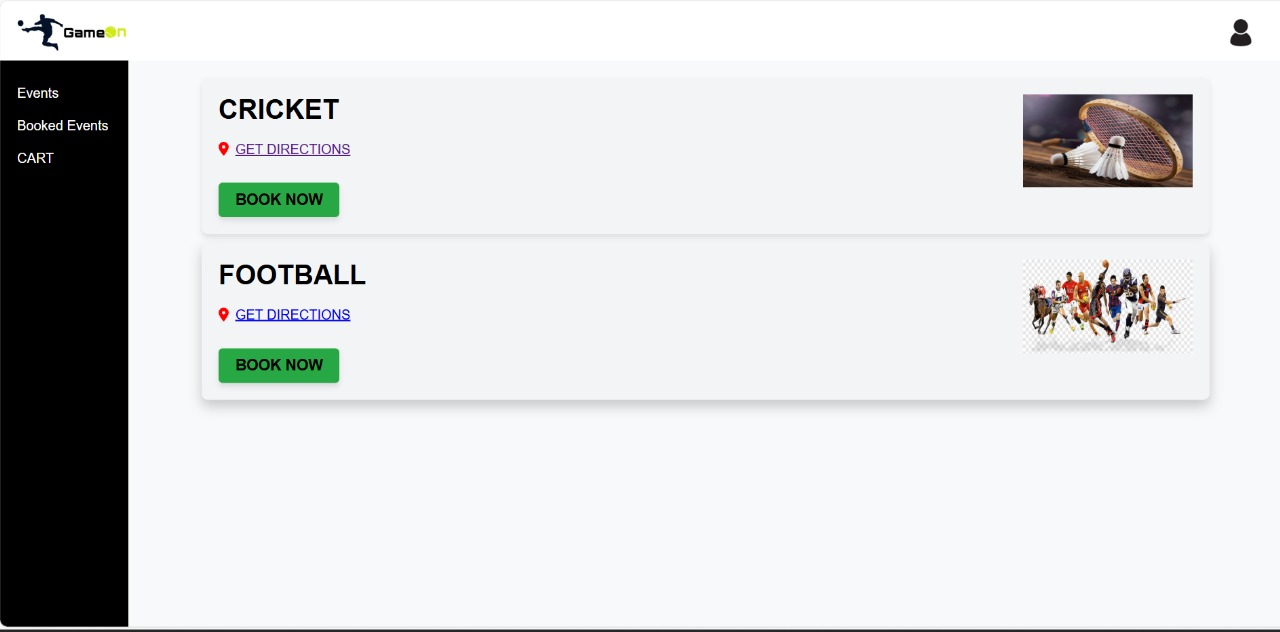 GameOn
Events
Booked Events
CART
CRICKET
GET DIRECTIONS
BOOK NOW
FOOTBALL
GET DIRECTIONS
BOOK NOW